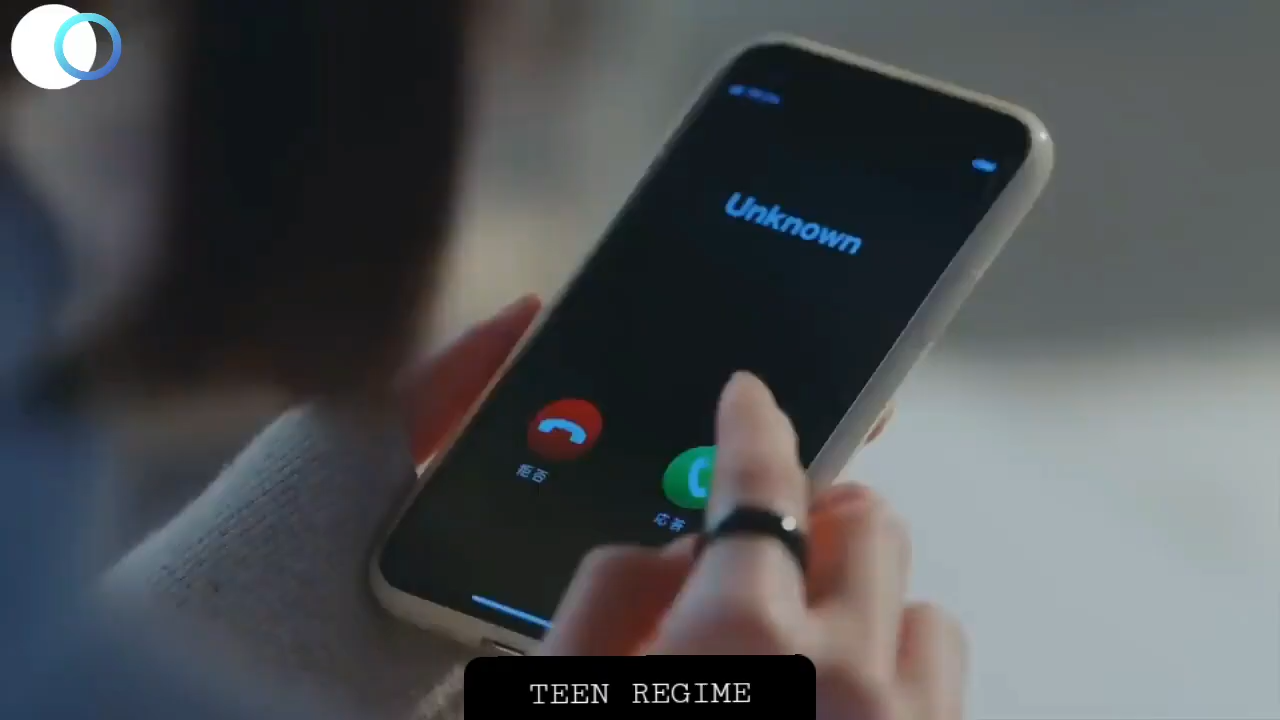 Unknown
拒否
応答
TEEN REGIME